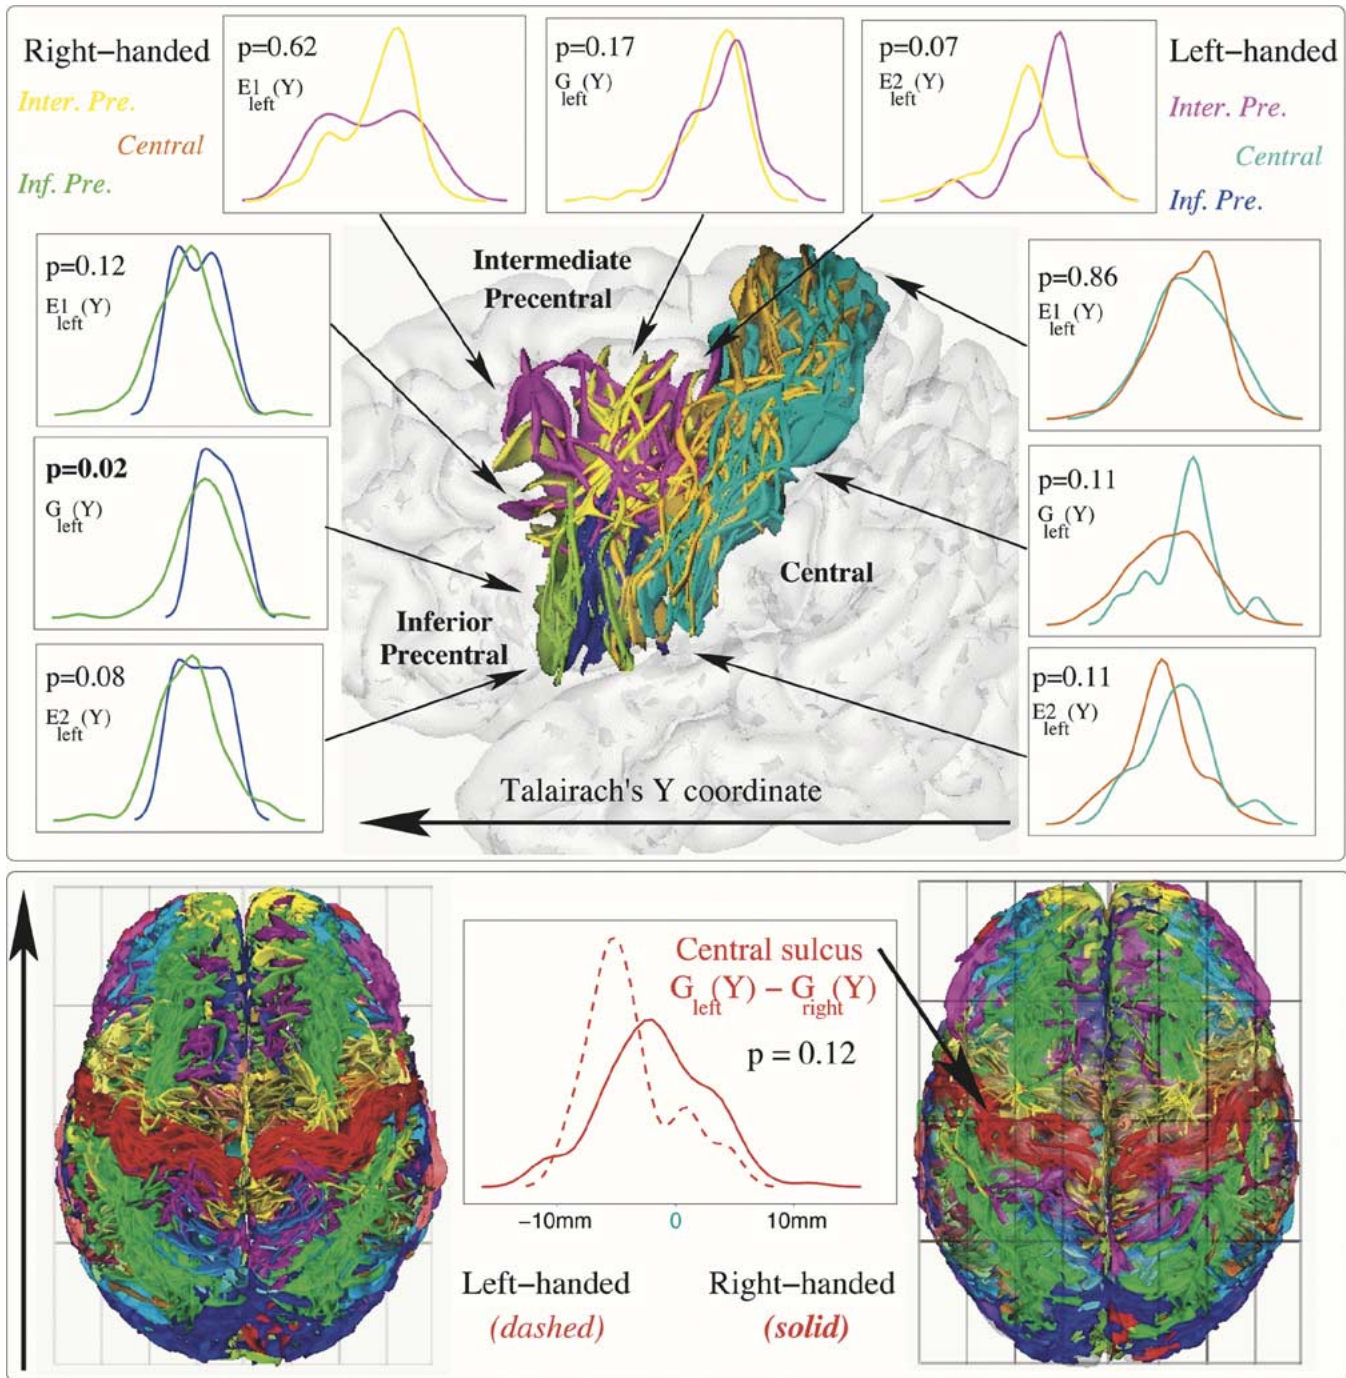 Right−handed
Inter. Pre.
Central
Inf. Pre.
p=0.62
E1left(Y)
p=0.17
Gleft(Y)
p=0.07
E2left(Y)
Left−handed
Inter. Pre.
Central
Inf. Pre.
p=0.12
E1left(Y)
p=0.02
Gleft(Y)
p=0.08
E2left(Y)
Intermediate
Precentral
Inferior
Precentral
Central
Talairach's Y coordinate
p=0.86
E1left(Y)
p=0.11
Gleft(Y)
p=0.11
E2left(Y)
Central sulcus
Gleft(Y) − Gright(Y)
p = 0.12
−10mm 0 10mm
Left−handed
(dashed)
Right−handed
(solid)